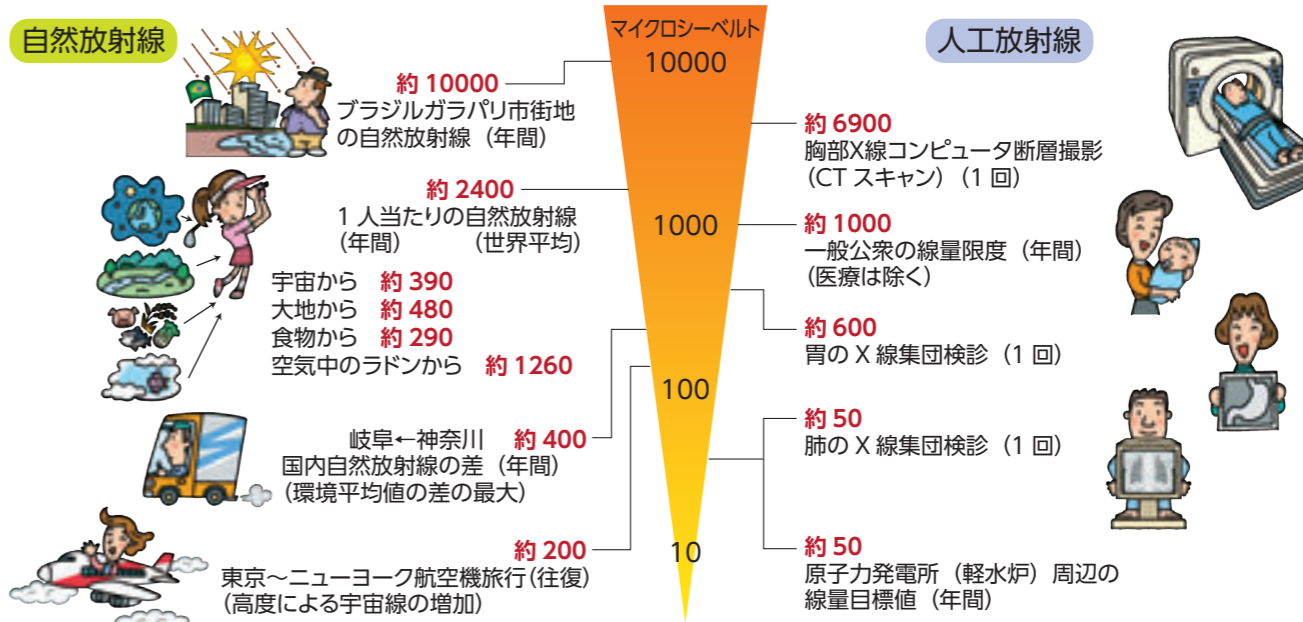 自然放射線
約 10000
ブラジルガラパリ市街地
の自然放射線（年間）
約 2400
1 人当たりの自然放射線
（年間） （世界平均）
宇宙から 約 390
大地から 約 480
食物から 約 290
空気中のラドンから 約 1260
岐阜←神奈川 約 400
国内自然放射線の差（年間）
（環境平均値の差の最大）
約 200
東京～ニューヨーク航空機旅行（往復）
（高度による宇宙線の増加）
マイクロシーベルト
10000
1000
100
10
人工放射線
約 6900
胸部X線コンピュータ断層撮影
（CT スキャン）（1 回）
約 1000
一般公衆の線量限度（年間）
（医療は除く）
約 600
胃の X 線集団検診（1 回）
約 50
肺の X 線集団検診（1 回）
約 50
原子力発電所（軽水炉）周辺の
線量目標値（年間）